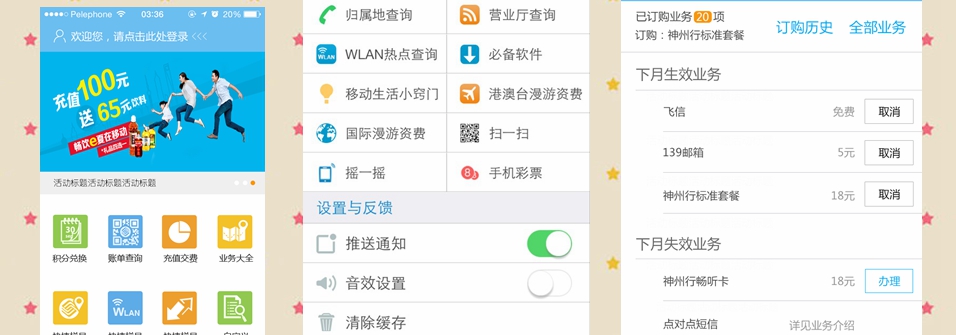 Pelephone 03:36 20%
欢迎您，请点击此处登录
充值100元
送65元饮料
畅饮e夏在移动
活动标题活动标题活动标题
积分兑换 账单查询 充值交费 业务大全
WLAN
归属地查询 营业厅查询
WLAN热点查询 必备软件
移动生活小窍门 港澳台漫游资费
国际漫游资费 扫一扫
摇一摇 手机彩票
设置与反馈
推送通知
音效设置
清除缓存
已订购业务20项
订购：神州行标准套餐
订购历史 全部业务
下月生效业务
飞信 免费 取消
139邮箱 5元 取消
神州行标准套餐 18元 取消
下月失效业务
神州行畅听卡 18元 办理
点对点短信 详见业务介绍